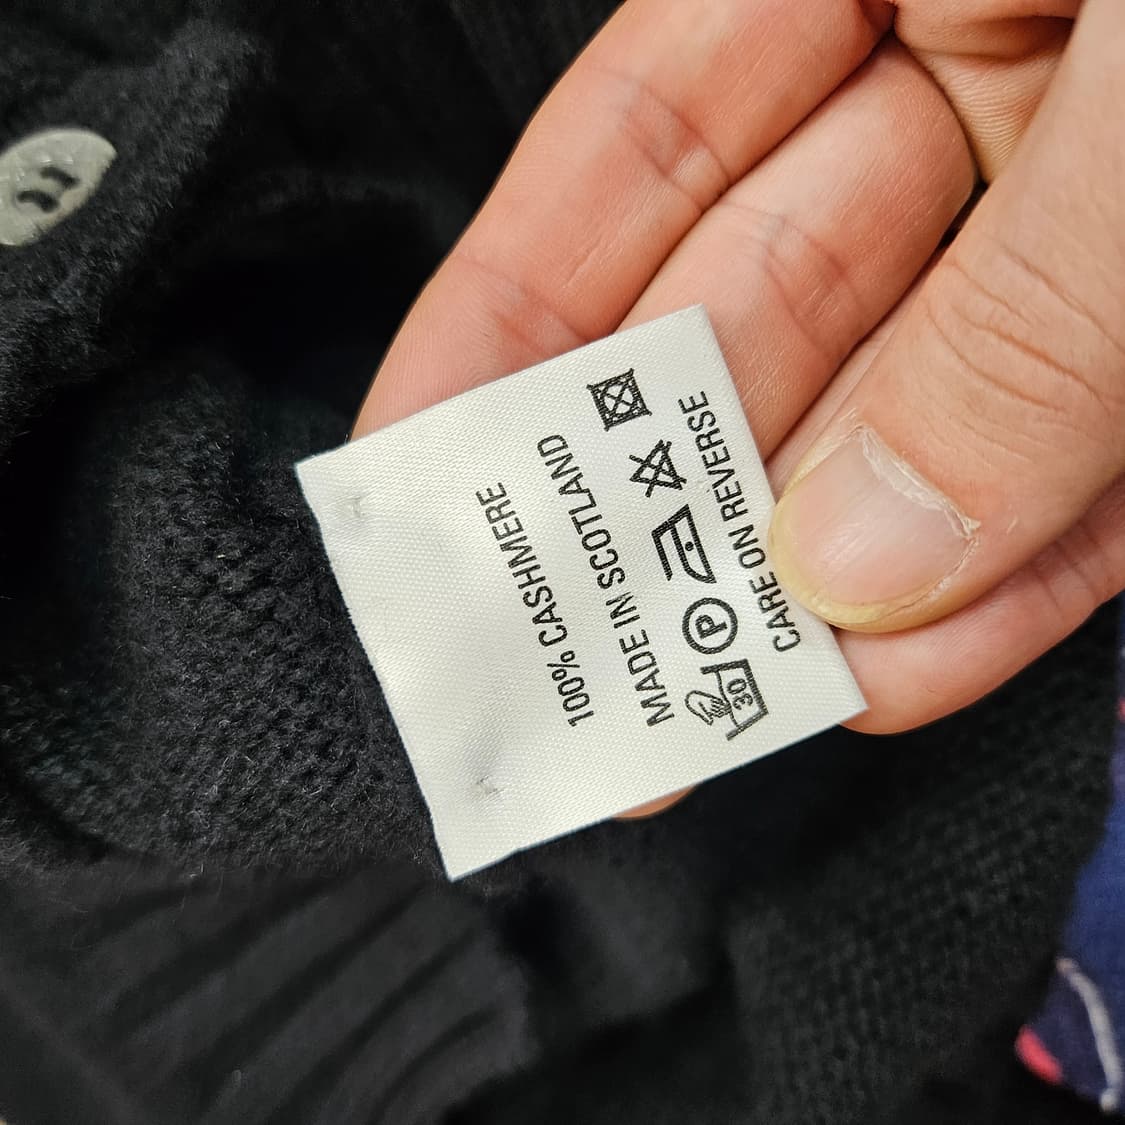 100% CASHMERE
MADE IN SCOTLAND
30 P
CARE ON REVERSE